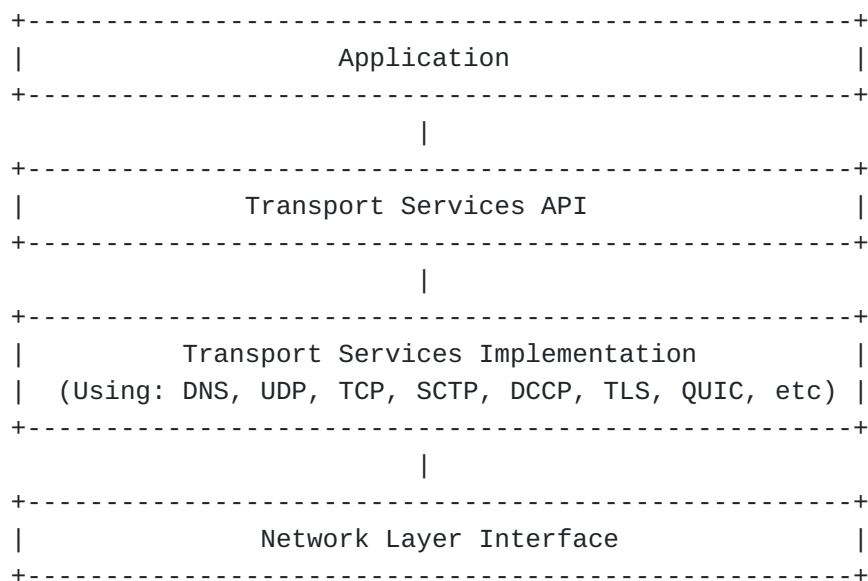 +-----------------------------------------------------+
|                    Application                      |
+-----------------------------------------------------+
                          |
+-----------------------------------------------------+
|              Transport Services API                 |
+-----------------------------------------------------+
                          |
+-----------------------------------------------------+
|          Transport Services Implementation          |
|  (Using: DNS, UDP, TCP, SCTP, DCCP, TLS, QUIC, etc) |
+-----------------------------------------------------+
                          |
+-----------------------------------------------------+
|               Network Layer Interface               |
+-----------------------------------------------------+